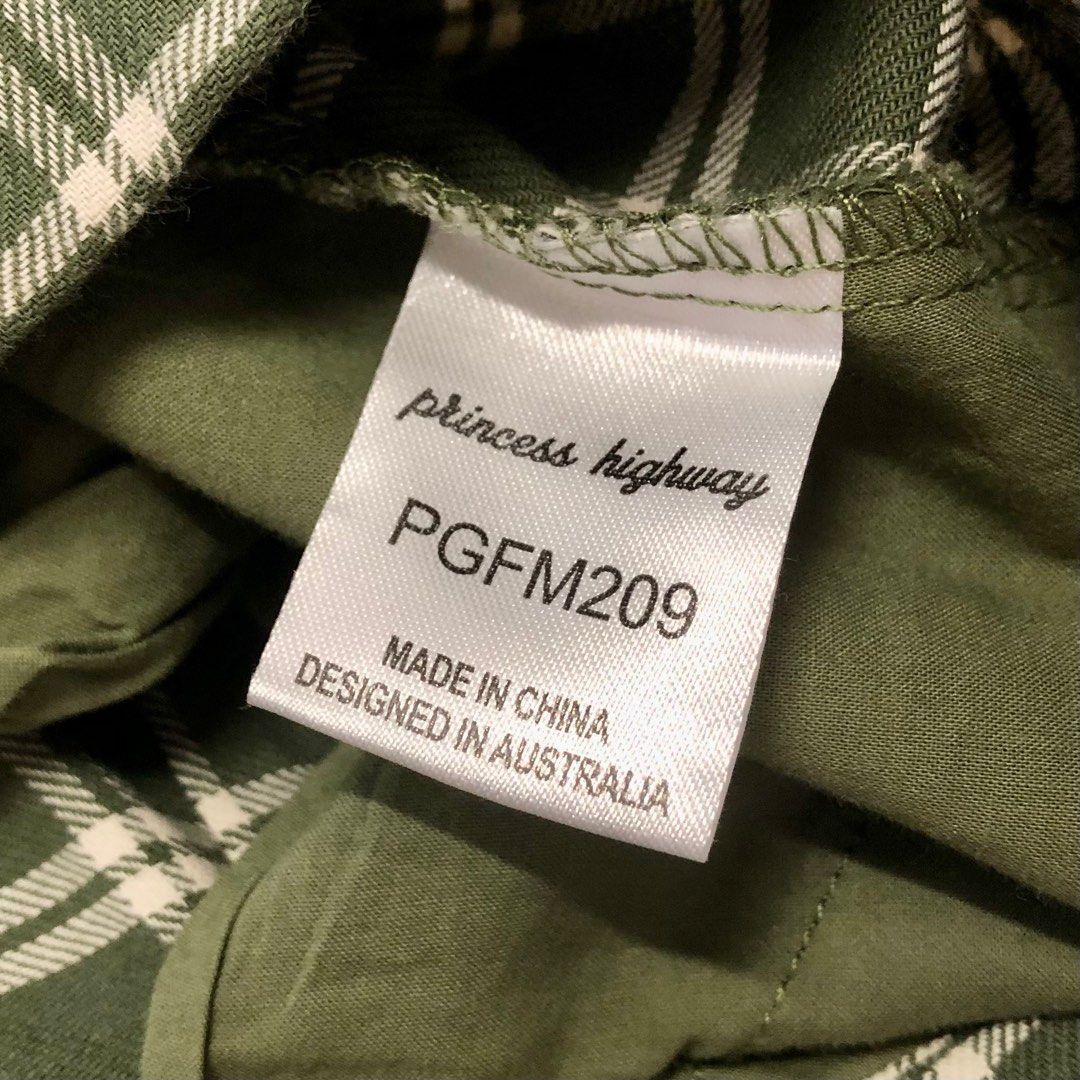 princess highway
PGFM209
MADE IN CHINA
DESIGNED IN AUSTRALIA